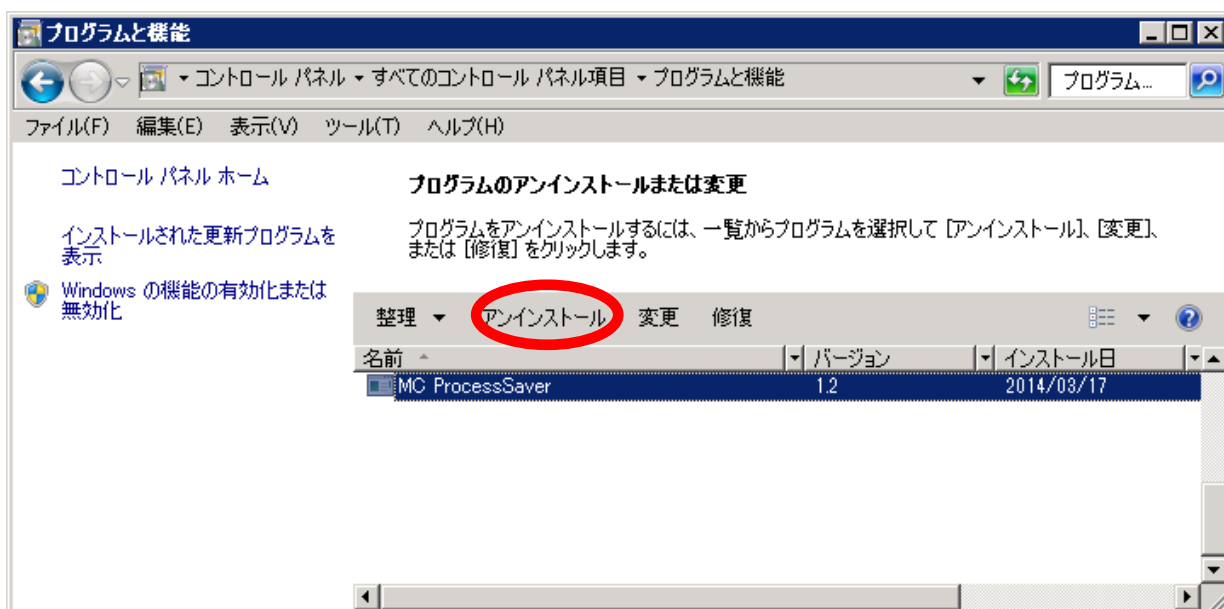 プログラムと機能
コントロール パネル すべてのコントロール パネル項目 プログラムと機能 プログラム...
ファイル(F) 編集(E) 表示(V) ツール(T) ヘルプ(H)
コントロール パネル ホーム
インストールされた更新プログラムを
表示
Windows の機能の有効化または
無効化
プログラムのアンインストールまたは変更
プログラムをアンインストールするには、一覧からプログラムを選択して [アンインストール]、[変更]、
または [修復] をクリックします。
整理 アンインストール 変更 修復
名前 バージョン インストール日
MC ProcessSaver 1.2 2014/03/17